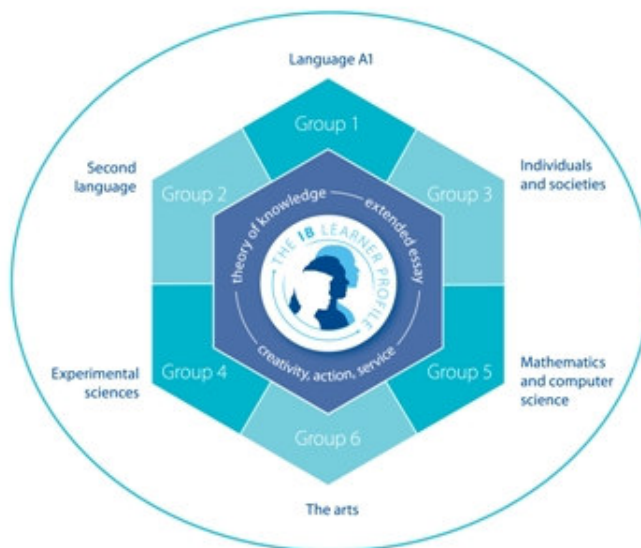 Language A1
Group 1
Second
language
Group 2
Group 3
Individuals
and societies
theory of knowledge
extended essay
THE IB LEARNER PROFILE
creativity, action, service
Experimental
sciences
Group 4
Group 5
Mathematics
and computer
science
Group 6
The arts